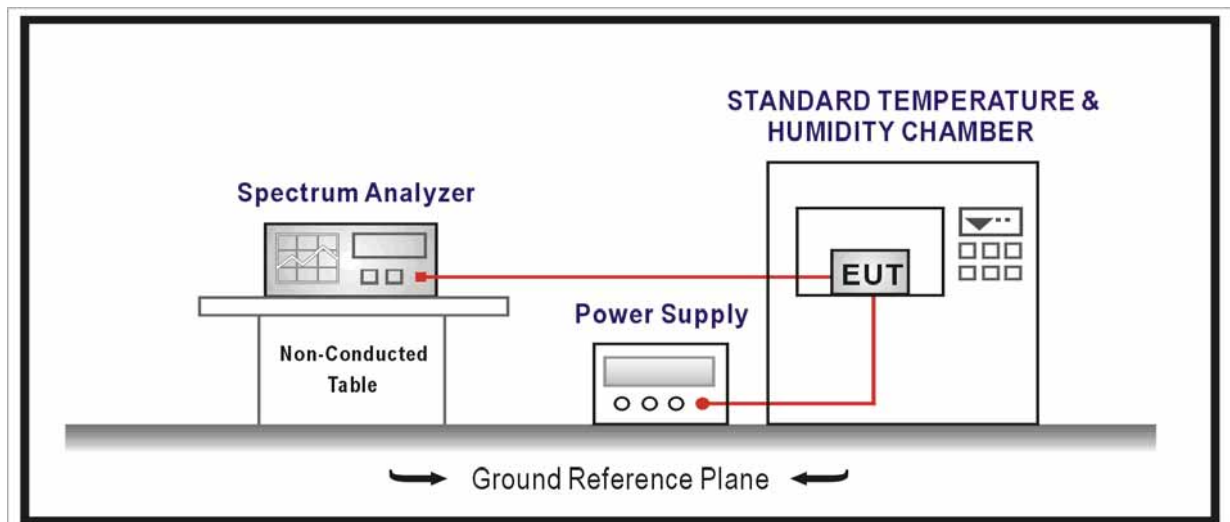 STANDARD TEMPERATURE &
HUMIDITY CHAMBER
Spectrum Analyzer
EUT
Power Supply
Non-Conducted
Table
Ground Reference Plane